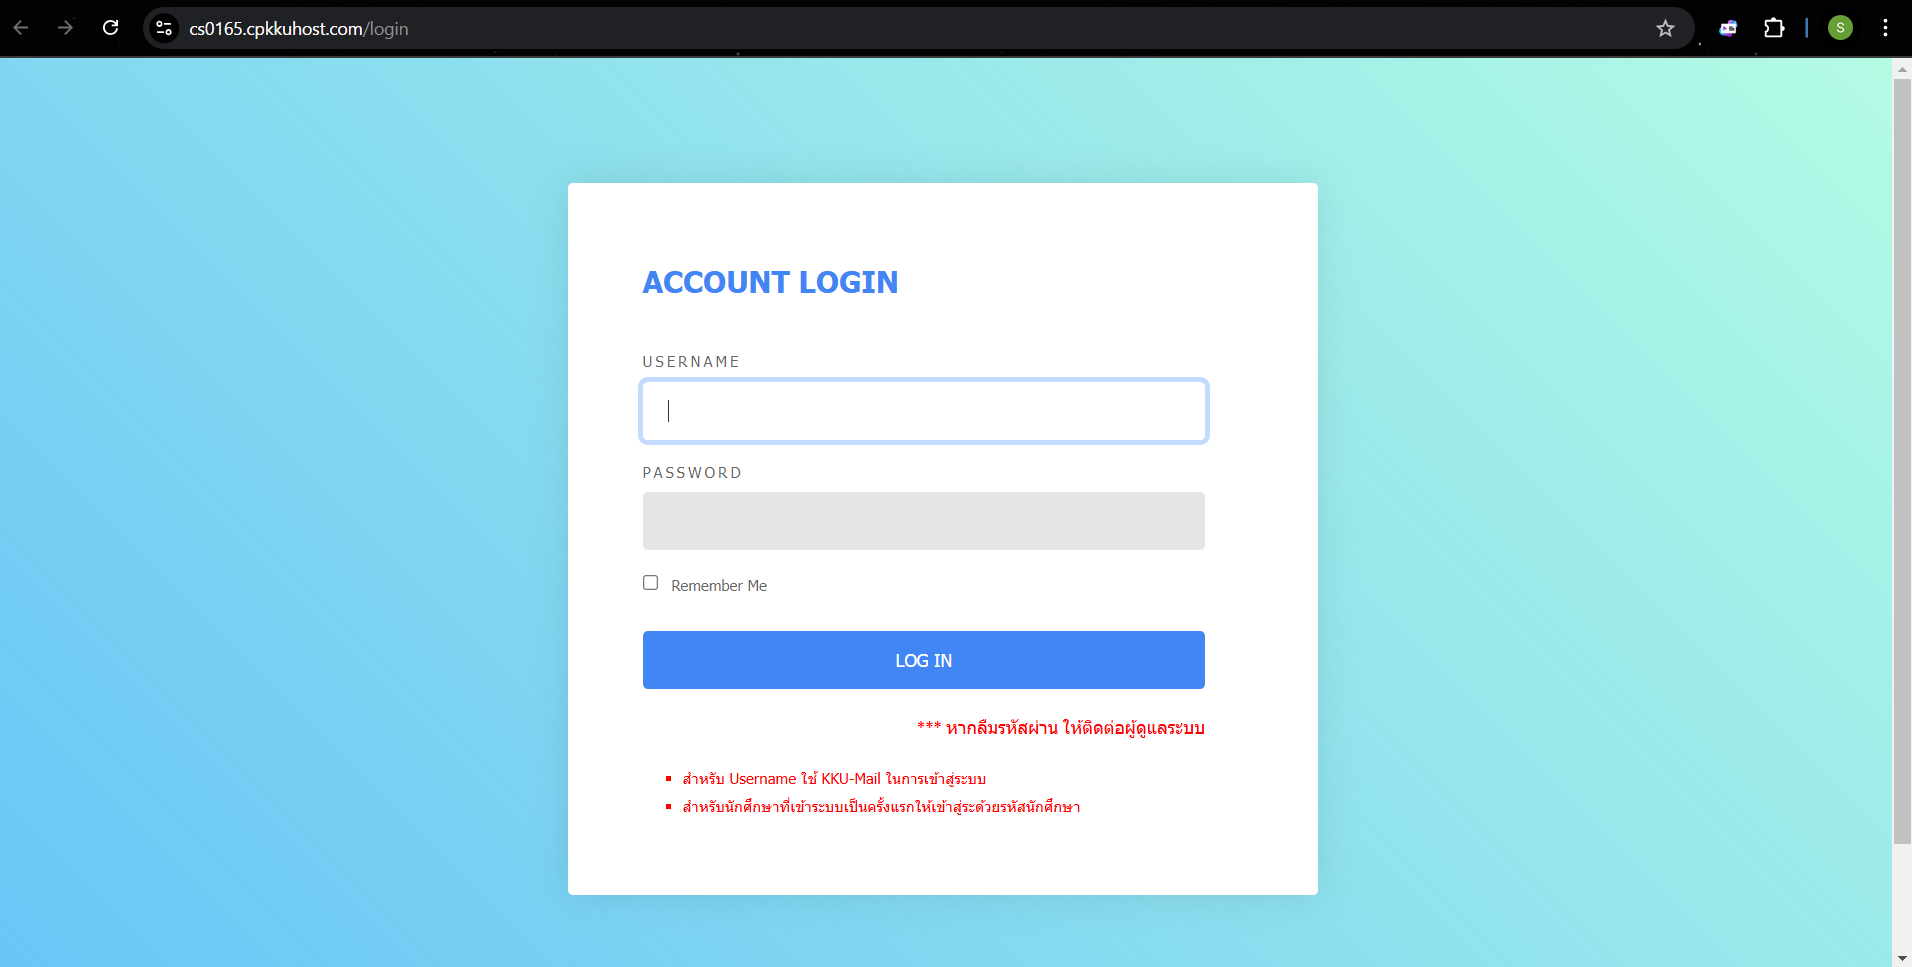 cs0165.cpkkuhost.com/login
S
ACCOUNT LOGIN
USERNAME
PASSWORD
Remember Me
LOG IN
*** หากลืมรหัสผ่าน ให้ติดต่อผู้ดูแลระบบ
สำหรับ Username ใช้ KKU-Mail ในการเข้าสู่ระบบ
สำหรับนักศึกษาที่เข้าระบบเป็นครั้งแรกให้เข้าสู่ระด้วยรหัสนักศึกษา